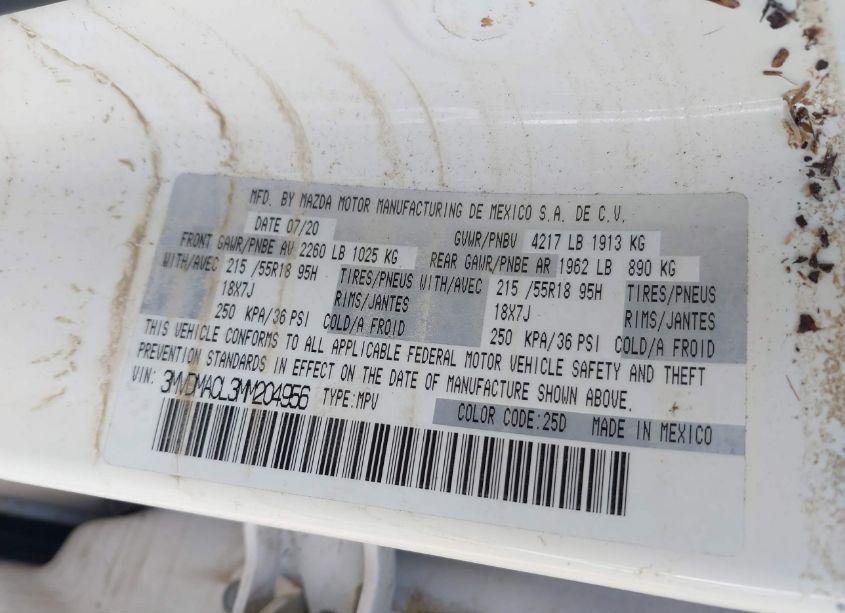 MFD. BY MAZDA MOTOR MANUFACTURING DE MEXICO S.A. DE C.V.
DATE 07/20 GVWR/PNBV 4217 LB 1913 KG
FRONT GAWR/PNBE AV 2260 LB 1025 KG REAR GAWR/PNBE AR 1962 LB 890 KG
WITH/AVEC 215 /55R18 95H TIRES/PNEUS WITH/AVEC 215 /55R18 95H TIRES/PNEUS
18X7J RIMS/JANTES 18X7J RIMS/JANTES
250 KPA/36 PSI COLD/A FROID 250 KPA/36 PSI COLD/A FROID
THIS VEHICLE CONFORMS TO ALL APPLICABLE FEDERAL MOTOR VEHICLE SAFETY AND THEFT
PREVENTION STANDARDS IN EFFECT ON THE DATE OF MANUFACTURE SHOWN ABOVE.
VIN: 3MVDMACL3MM204956 TYPE:MPV COLOR CODE:25D MADE IN MEXICO